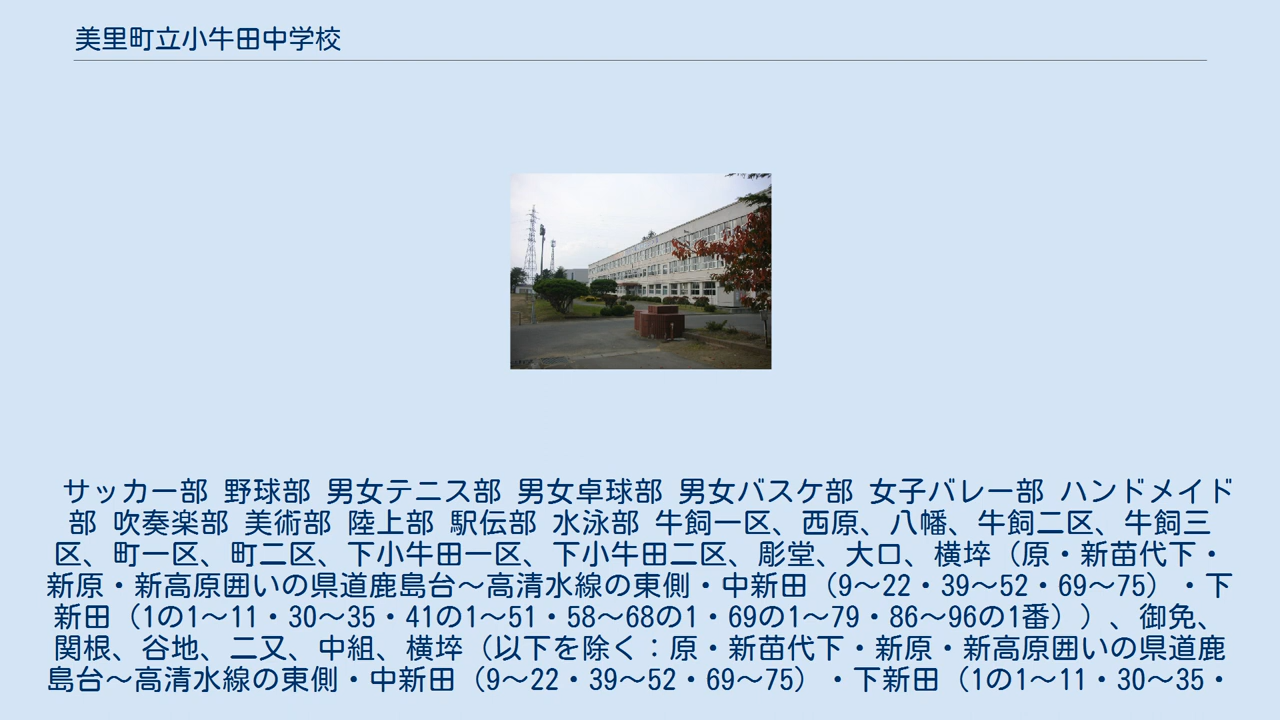 美里町立小牛田中学校
サッカー部 野球部 男女テニス部 男女卓球部 男女バスケ部 女子バレー部 ハンドメイド
部 吹奏楽部 美術部 陸上部 駅伝部 水泳部 牛飼一区、西原、八幡、牛飼二区、牛飼三
区、町一区、町二区、下小牛田一区、下小牛田二区、彫堂、大口、横埣（原・新苗代下・
新原・新高原囲いの県道鹿島台～高清水線の東側・中新田（9～22・39～52・69～75）・下
新田（1の1～11・30～35・41の1～51・58～68の1・69の1～79・86～96の1番））、御免、
関根、谷地、二又、中組、横埣（以下を除く：原・新苗代下・新原・新高原囲いの県道鹿
島台～高清水線の東側・中新田（9～22・39～52・69～75）・下新田（1の1～11・30～35・